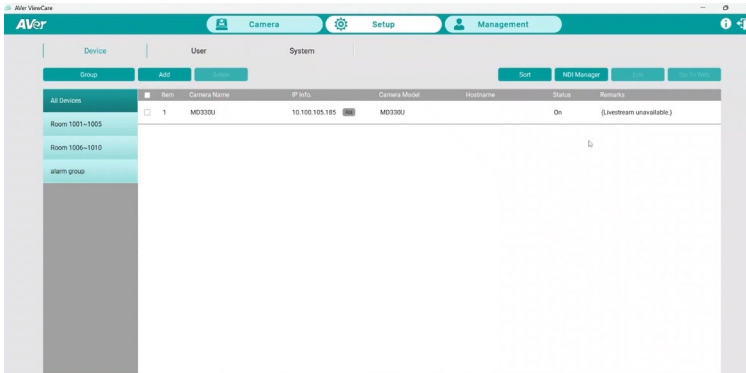 AVer ViewCare
AVer Camera Setup Management
Device User System
Group Add Delete Sort NDI Manager Edit
All Devices Item Camera Name IP Info. Camera Model Hostname Status Remarks
1 MD330U 10.100.105.185 MD330U On (Livestream unavailable.)
Room 1001~1005
Room 1006~1010
alarm group